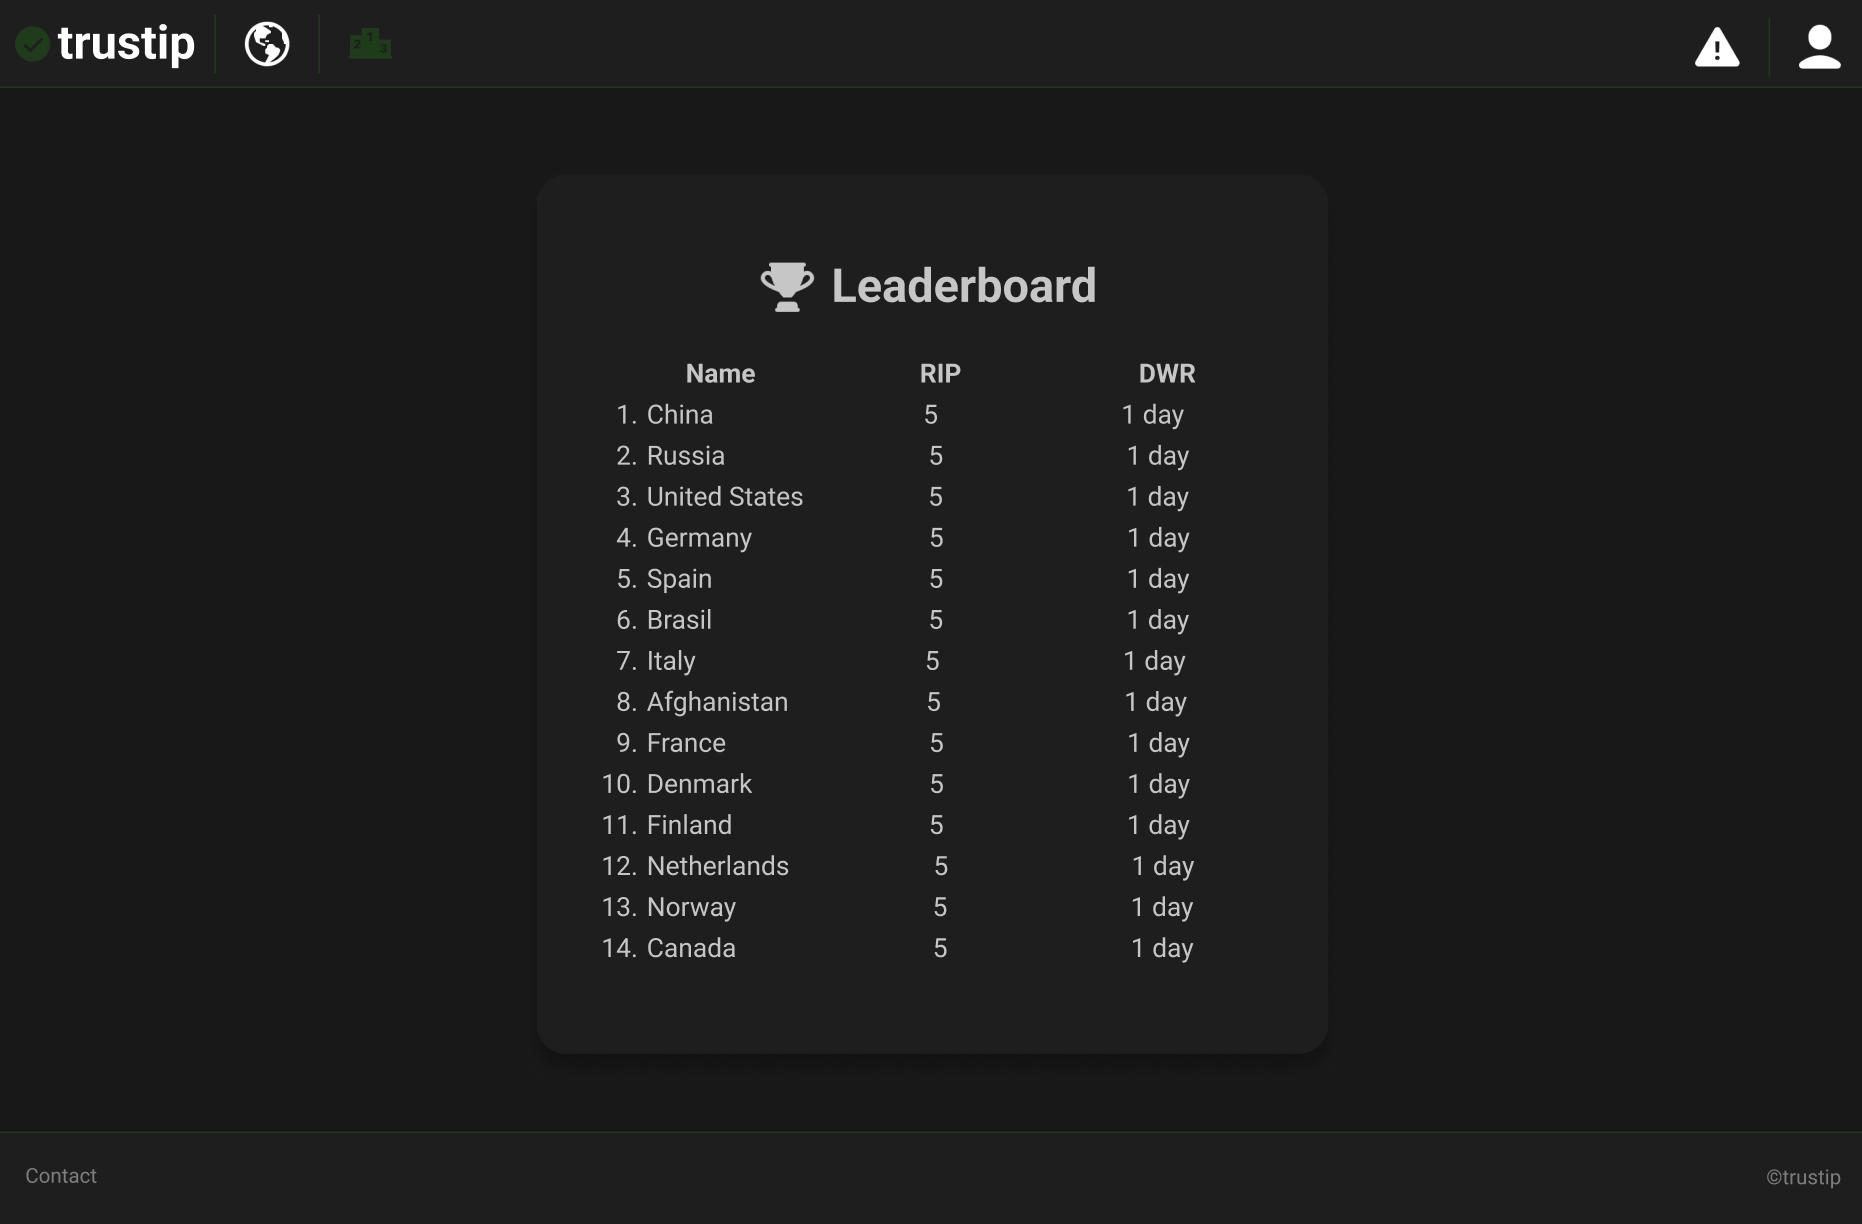 trustip
2 1 3
Leaderboard
Name RIP DWR
1. China 5 1 day
2. Russia 5 1 day
3. United States 5 1 day
4. Germany 5 1 day
5. Spain 5 1 day
6. Brasil 5 1 day
7. Italy 5 1 day
8. Afghanistan 5 1 day
9. France 5 1 day
10. Denmark 5 1 day
11. Finland 5 1 day
12. Netherlands 5 1 day
13. Norway 5 1 day
14. Canada 5 1 day
Contact ©trustip